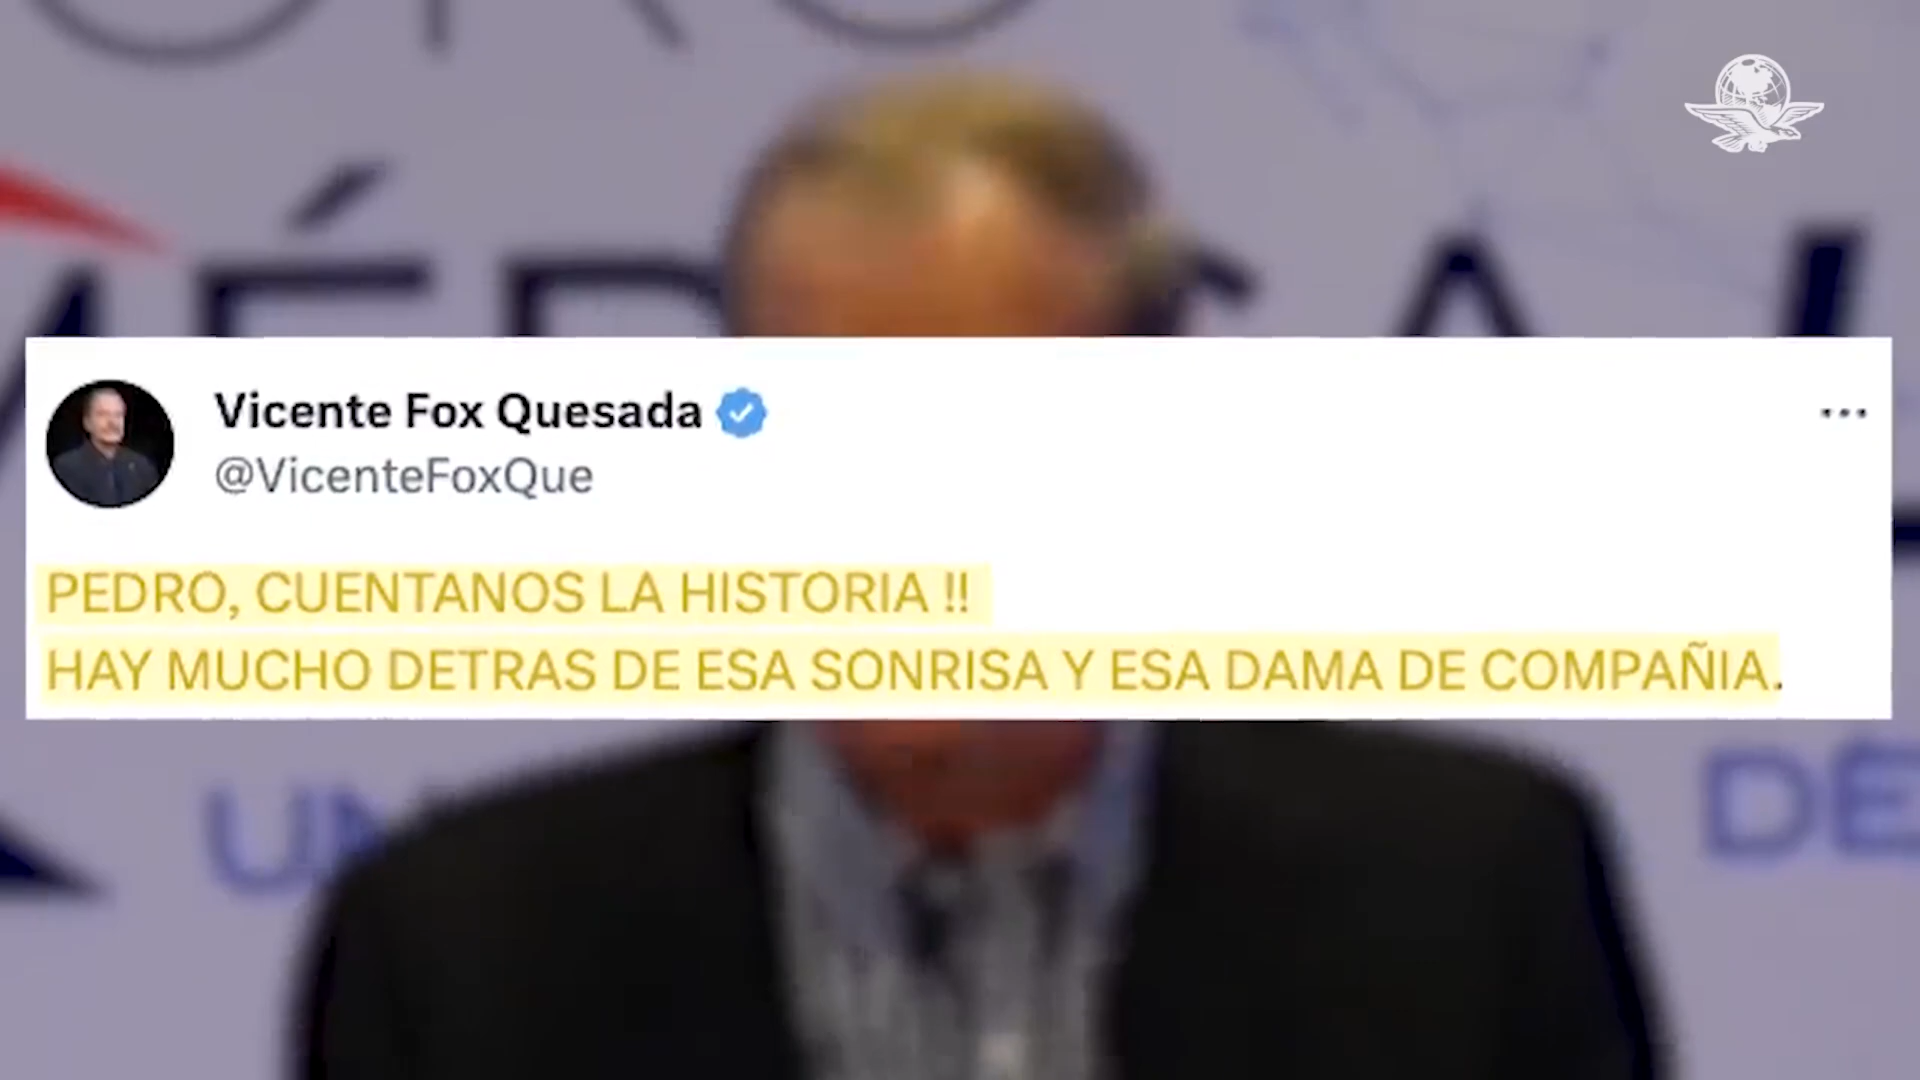 Vicente Fox Quesada
@VicenteFoxQue
PEDRO, CUENTANOS LA HISTORIA !!
HAY MUCHO DETRAS DE ESA SONRISA Y ESA DAMA DE COMPAÑIA.